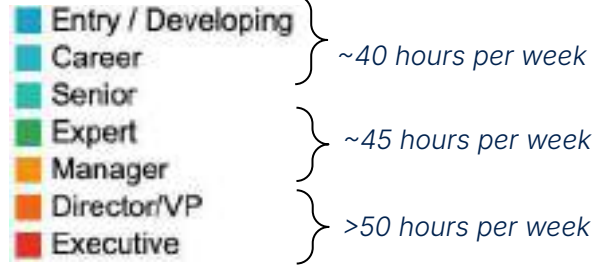 Entry / Developing
Career
~40 hours per week
Senior
Expert
~45 hours per week
Manager
Director/VP
>50 hours per week
Executive